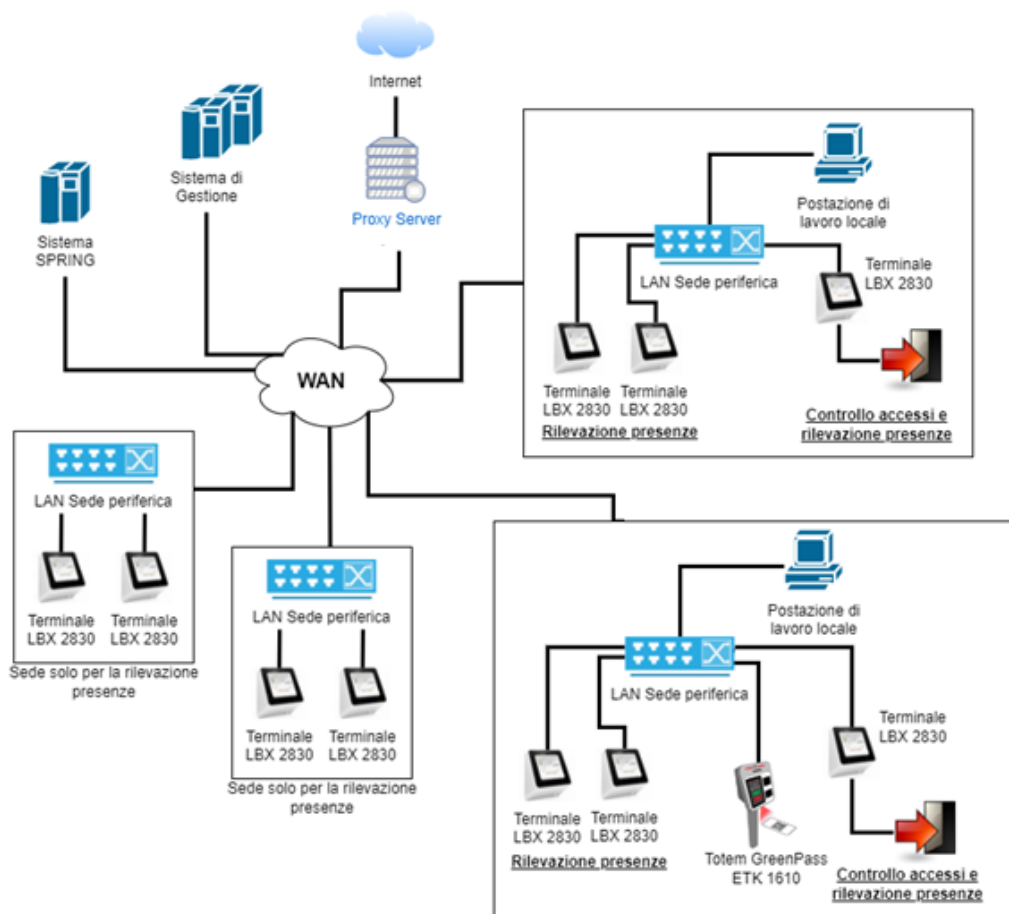 Internet
Sistema di
Gestione
Proxy Server
Sistema
SPRING
WAN
Postazione di
lavoro locale
LAN Sede periferica
Terminale
LBX 2830
Terminale
LBX 2830
Terminale
LBX 2830
Rilevazione presenze
Controllo accessi e
rilevazione presenze
LAN Sede periferica
Terminale
LBX 2830
Terminale
LBX 2830
Sede solo per la rilevazione
presenze
LAN Sede periferica
Terminale
LBX 2830
Terminale
LBX 2830
Sede solo per la rilevazione
presenze
Postazione di
lavoro locale
LAN Sede periferica
Terminale
LBX 2830
Terminale
LBX 2830
Terminale
LBX 2830
Rilevazione presenze
Totem GreenPass
ETK 1610
Controllo accessi e
rilevazione presenze